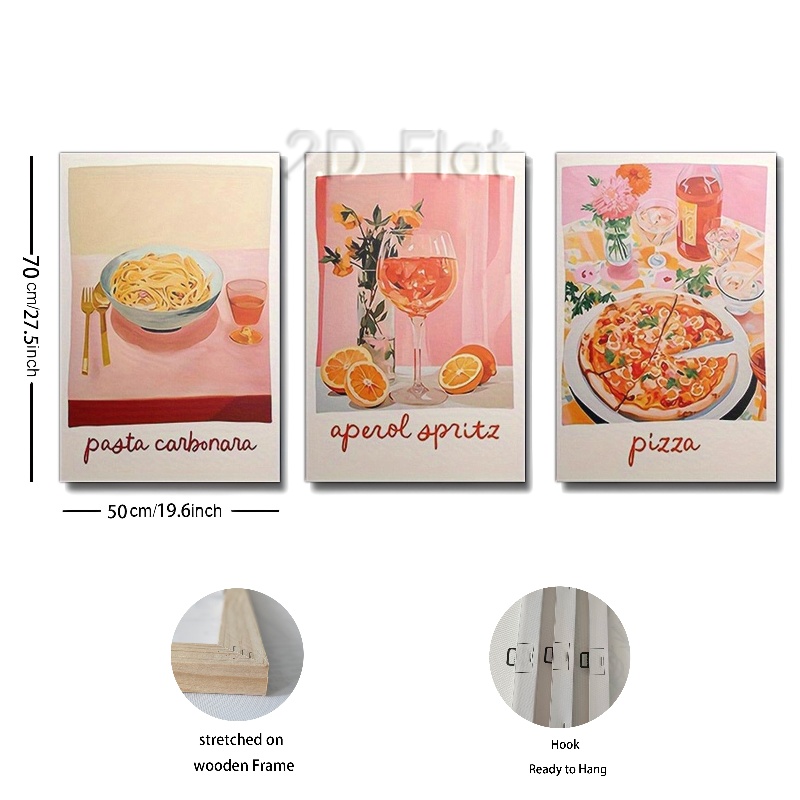 2D Flat
70 cm/27.5inch
pasta carbonara
aperol spritz
pizza
50 cm/19.6inch
stretched on
wooden Frame
Hook
Ready to Hang